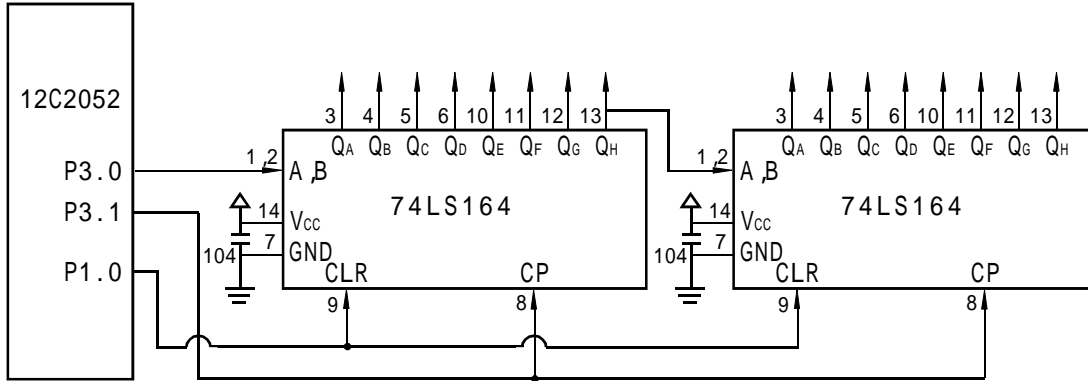 12C2052
P3.0
P3.1
P1.0
3 4 5 6 10 11 12 13
QA QB QC QD QE QF QG QH
1,2
A,B
74LS164
14
VCC
7
GND
104
CLR
CP
9
8
3 4 5 6 10 11 12 13
QA QB QC QD QE QF QG QH
1,2
A,B
74LS164
14
VCC
7
GND
104
CLR
CP
9
8